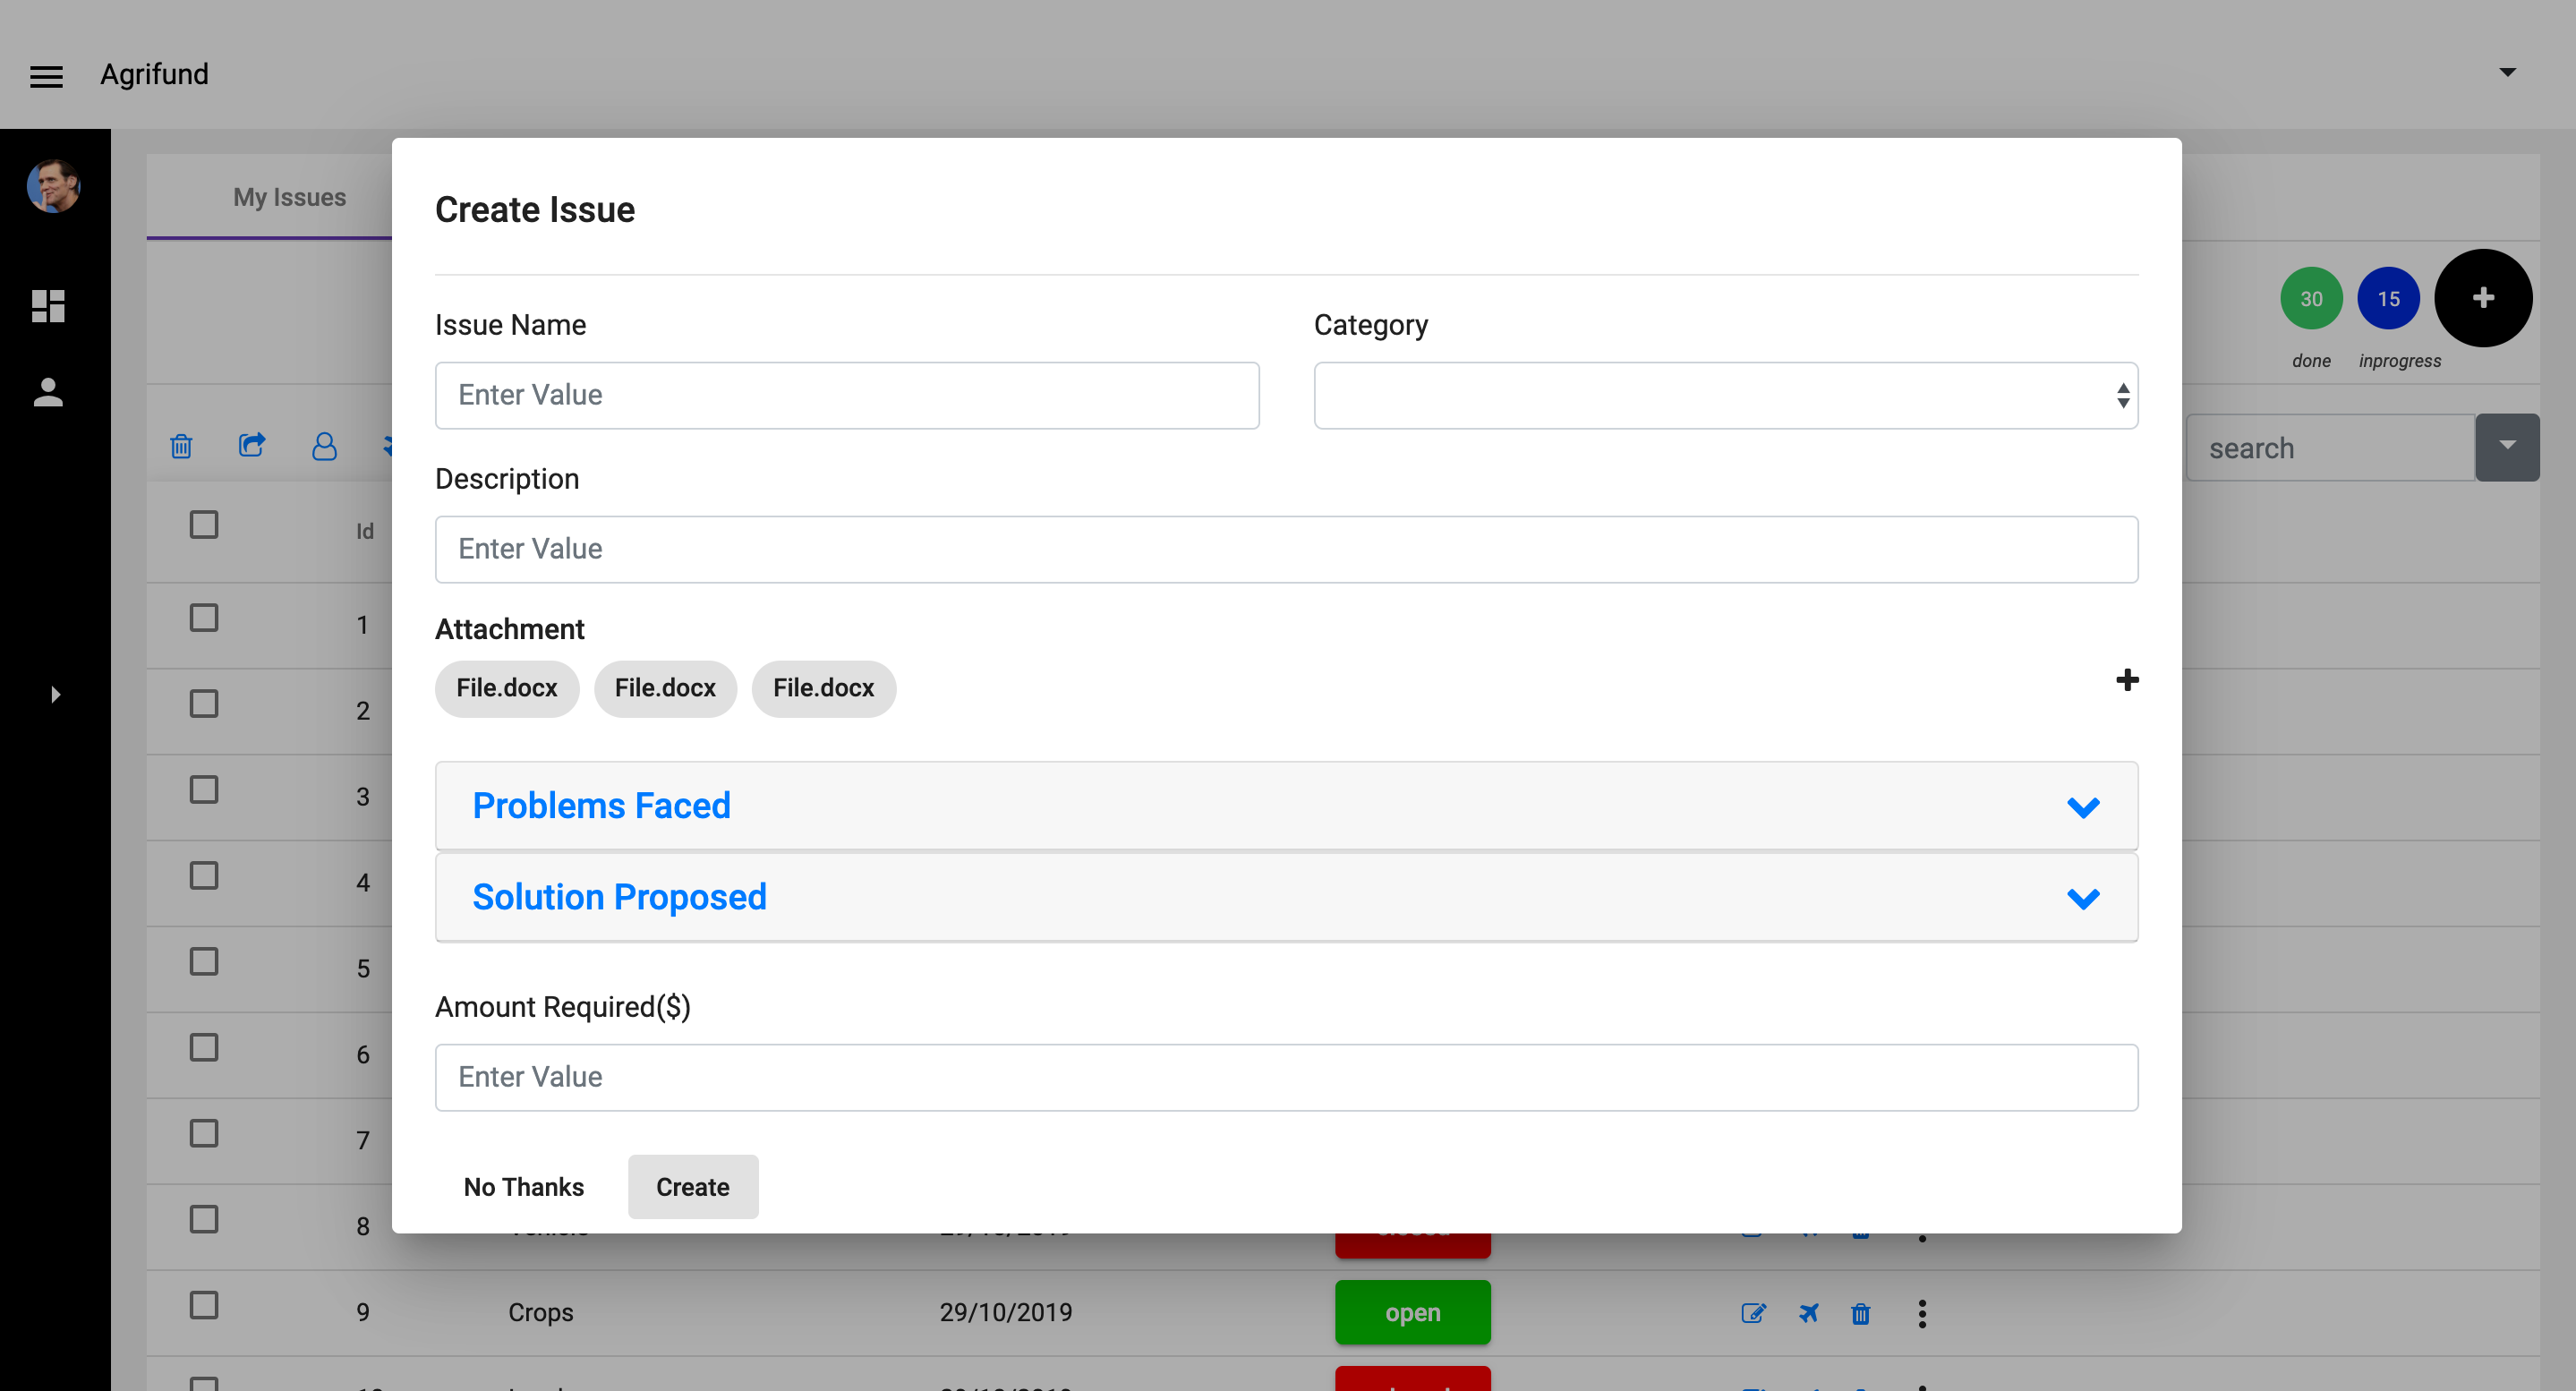 Agrifund
My Issues
Create Issue
Issue Name
Category
30
15
done
inprogress
Enter Value
search
Description
Id
Enter Value
Attachment
1
File.docx
File.docx
File.docx
2
3
Problems Faced
4
Solution Proposed
5
Amount Required($)
6
Enter Value
7
No Thanks
Create
8
9
Crops
29/10/2019
open